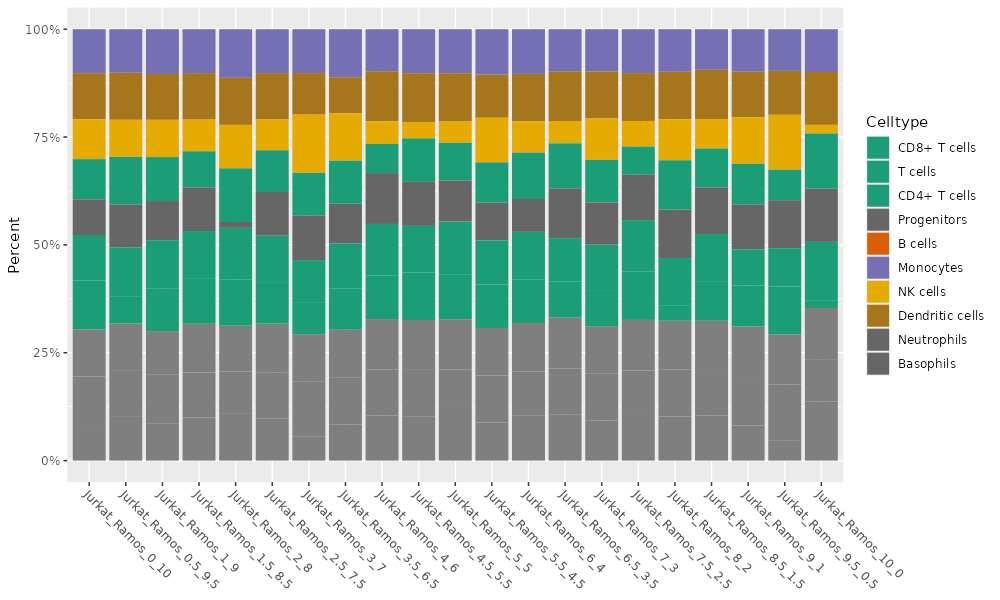 100%
75%
50%
25%
0%
Percent
Jurkat_Ramos_0_10
Jurkat_Ramos_0.5_9.5
Jurkat_Ramos_1_9
Jurkat_Ramos_1.5_8.5
Jurkat_Ramos_2_8
Jurkat_Ramos_2.5_7.5
Jurkat_Ramos_3_7
Jurkat_Ramos_3.5_6.5
Jurkat_Ramos_4_6
Jurkat_Ramos_4.5_5.5
Jurkat_Ramos_5_5
Jurkat_Ramos_5.5_4.5
Jurkat_Ramos_6_4
Jurkat_Ramos_6.5_3.5
Jurkat_Ramos_7_3
Jurkat_Ramos_7.5_2.5
Jurkat_Ramos_8_2
Jurkat_Ramos_8.5_1.5
Jurkat_Ramos_9_1
Jurkat_Ramos_9.5_0.5
Jurkat_Ramos_10_0
Celltype
CD8+ T cells
T cells
CD4+ T cells
Progenitors
B cells
Monocytes
NK cells
Dendritic cells
Neutrophils
Basophils